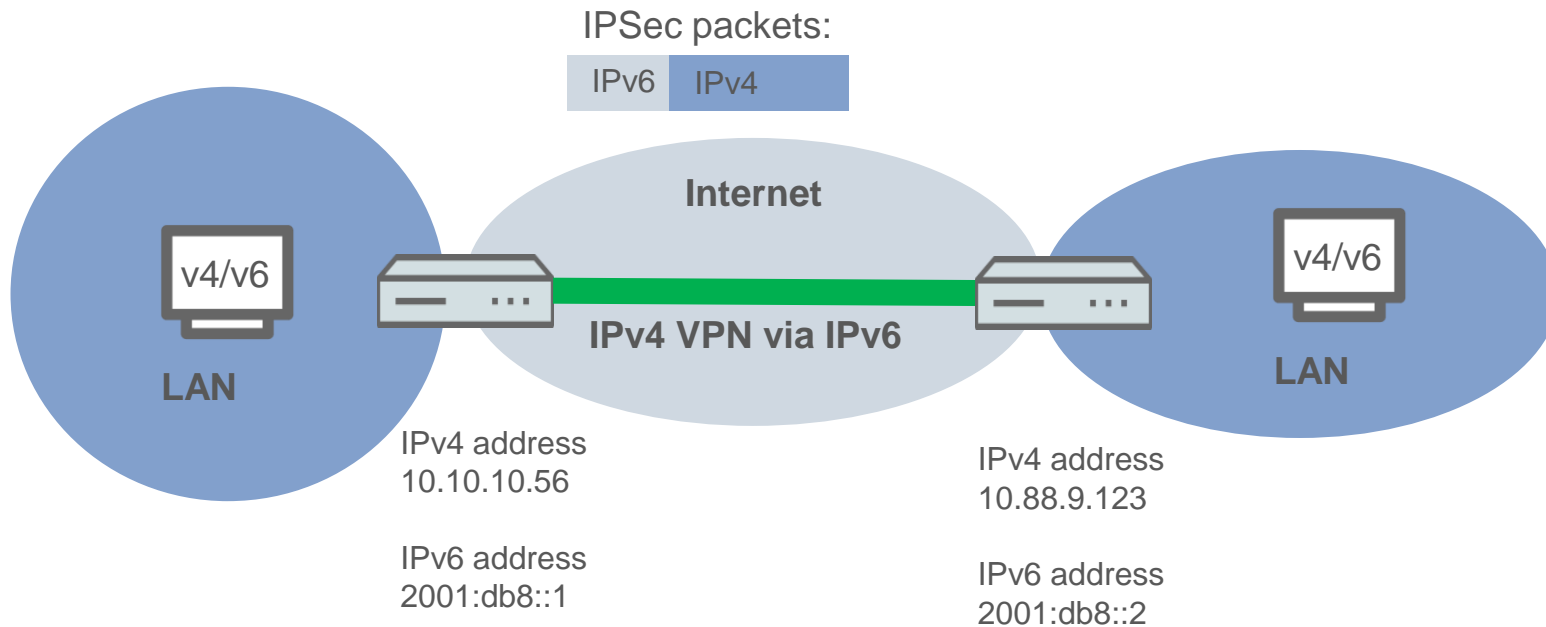 IPSec packets:
IPv6
IPv4
Internet
v4/v6
v4/v6
IPv4 VPN via IPv6
LAN
LAN
IPv4 address
10.10.10.56
IPv6 address
2001:db8::1
IPv4 address
10.88.9.123
IPv6 address
2001:db8::2